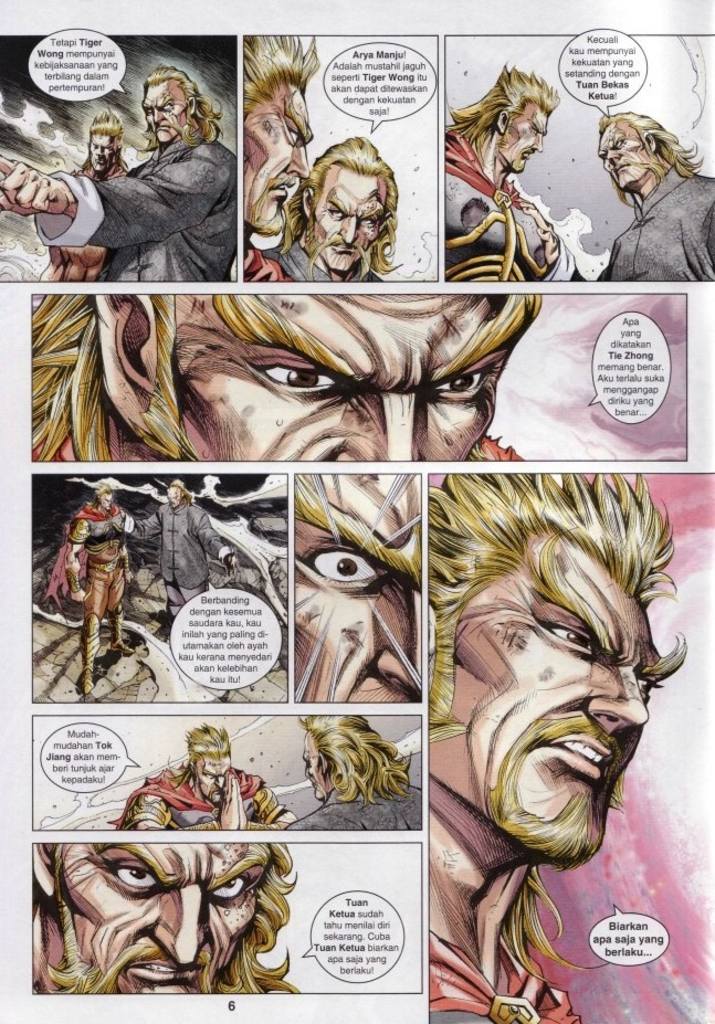 Tetapi Tiger
Wong mempunyai
kebijaksanaan yang
terbilang dalam
pertempuran!
Arya Manju!
Adalah mustahil jaguh
seperti Tiger Wong itu
akan dapat ditewaskan
dengan kekuatan
saja!
Kecuali
kau mempunyai
kekuatan yang
setanding dengan
Tuan Bekas
Ketua!
Apa
yang
dikatakan
Tie Zhong
memang benar.
Aku terlalu suka
menggangap
diriku yang
benar...
Berbanding
dengan kesemua
saudara kau, kau
inilah yang paling di-
utamakan oleh ayah
kau kerana menyedari
akan kelebihan
kau itu!
Mudah-
mudahan Tok
Jiang akan mem-
beri tunjuk ajar
kepadaku!
Tuan
Ketua sudah
tahu menilai diri
sekarang. Cuba
Tuan Ketua biarkan
apa saja yang
berlaku!
Biarkan
apa saja yang
berlaku...
6